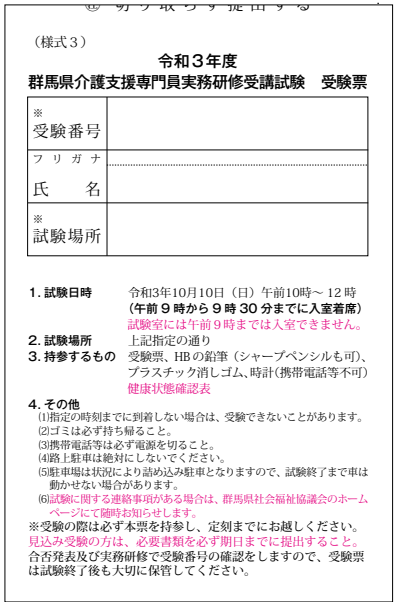 切り取らず提出する
（様式３）
令和３年度
群馬県介護支援専門員実務研修受講試験　受験票
※
受験番号
フリガナ
氏　名
※
試験場所
1. 試験日時　令和3年10月10日（日）午前10時〜12時
（午前９時から９時30分までに入室着席）
試験室には午前９時までは入室できません。
2. 試験場所　上記指定の通り
3. 持参するもの　受験票、HBの鉛筆（シャープペンシルも可）、
プラスチック消しゴム、時計（携帯電話等不可）
健康状態確認表
4. その他
⑴指定の時刻までに到着しない場合は、受験できないことがあります。
⑵ゴミは必ず持ち帰ること。
⑶携帯電話等は必ず電源を切ること。
⑷路上駐車は絶対にしないでください。
⑸駐車場は状況により詰め込み駐車となりますので、試験終了まで車は
動かせない場合があります。
⑹試験に関する連絡事項がある場合は、群馬県社会福祉協議会のホーム
ページにて随時お知らせします。
※受験の際は必ず本票を持参し、定刻までにお越しください。
見込み受験の方は、必要書類を必ず期日までに提出すること。
合否発表及び実務研修で受験番号の確認をしますので、受験票
は試験終了後も大切に保管してください。